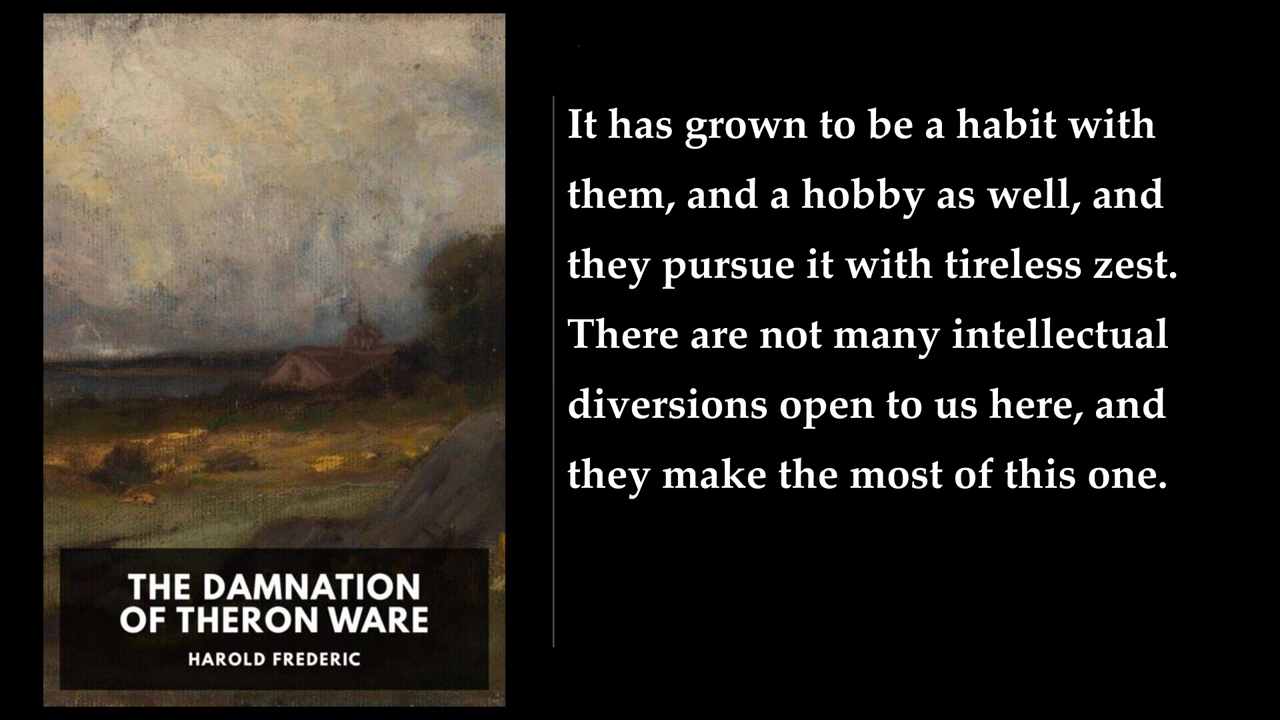 It has grown to be a habit with
them, and a hobby as well, and
they pursue it with tireless zest.
There are not many intellectual
diversions open to us here, and
they make the most of this one.
THE DAMNATION
OF THERON WARE
HAROLD FREDERIC